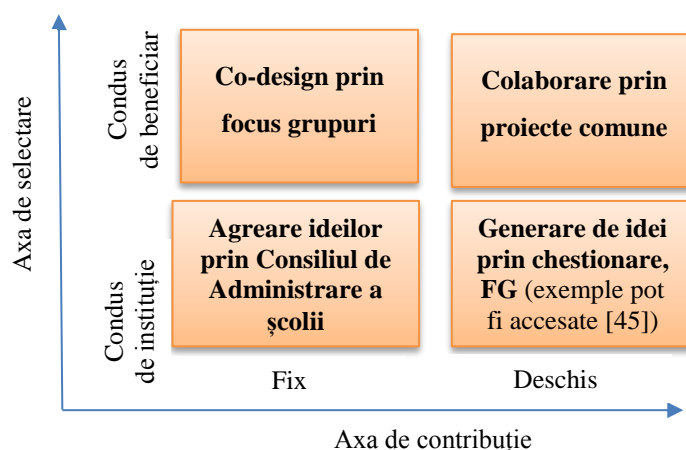 Axa de selectare
Condus
de beneficiar
Co-design prin
focus grupuri
Colaborare prin
proiecte comune
Condus
de instituție
Agreare ideilor
prin Consiliul de
Administrare a
școlii
Generare de idei
prin chestionare,
FG (exemple pot
fi accesate [45])
Fix
Deschis
Axa de contribuție